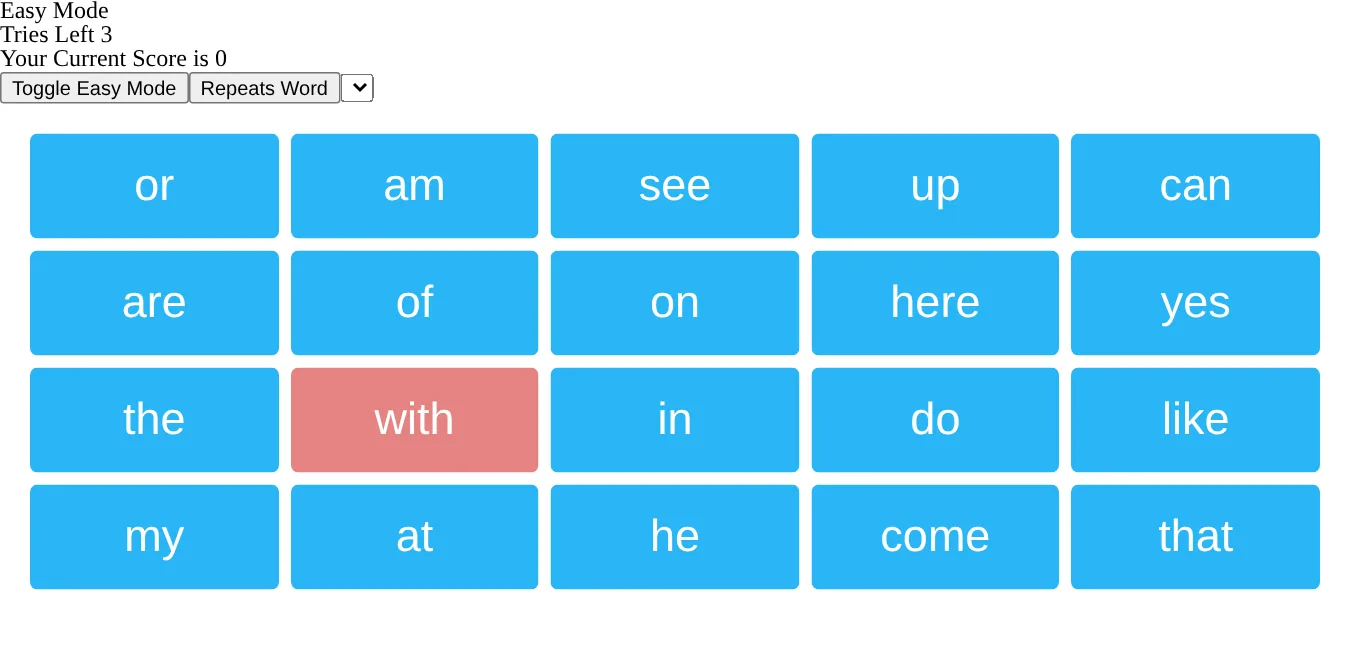 Easy Mode
Tries Left 3
Your Current Score is 0
Toggle Easy Mode Repeats Word
or am see up can
are of on here yes
the with in do like
my at he come that